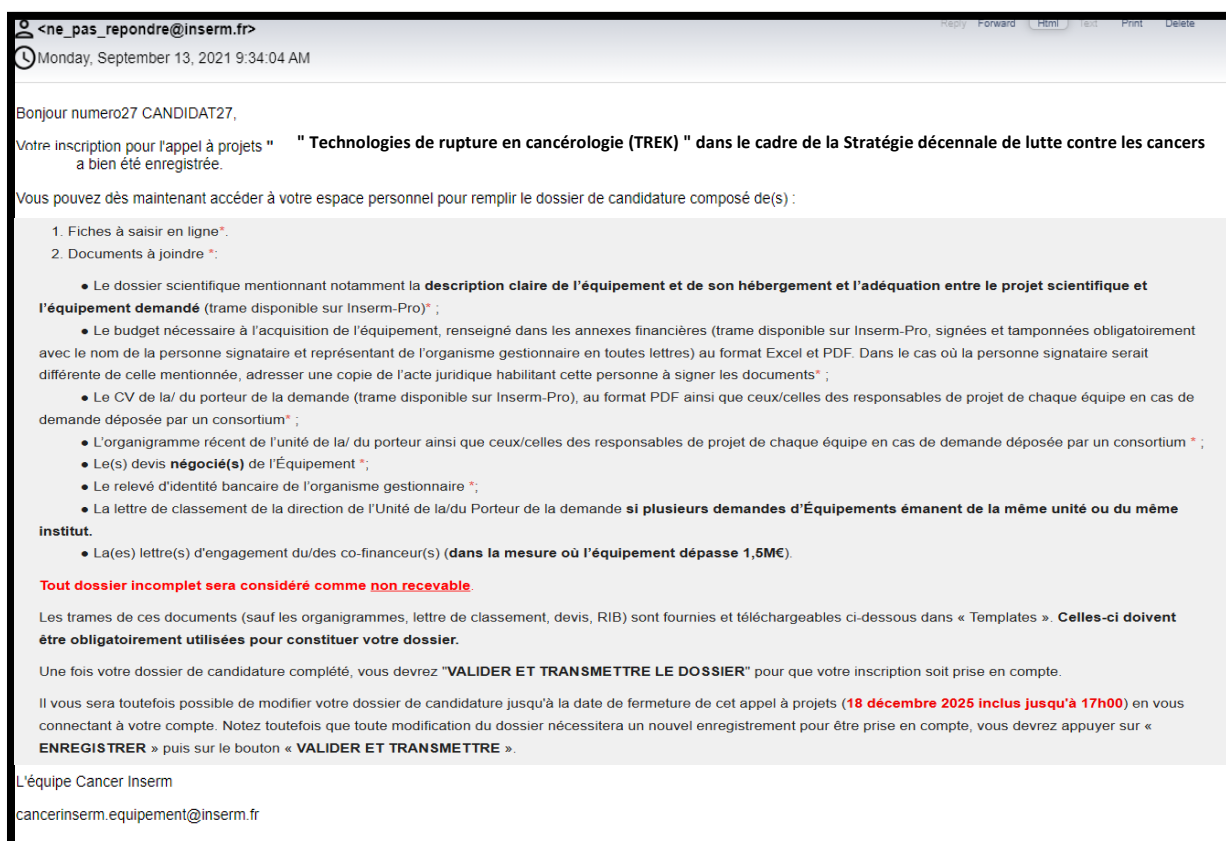 <ne_pas_repondre@inserm.fr>
Reply Forward Html Text Print Delete
Monday, September 13, 2021 9:34:04 AM
Bonjour numero27 CANDIDAT27,
Votre inscription pour l'appel à projets " " Technologies de rupture en cancérologie (TREK) " dans le cadre de la Stratégie décennale de lutte contre les cancers
a bien été enregistrée.
Vous pouvez dès maintenant accéder à votre espace personnel pour remplir le dossier de candidature composé de(s) :
1. Fiches à saisir en ligne*.
2. Documents à joindre *:
● Le dossier scientifique mentionnant notamment la description claire de l'équipement et de son hébergement et l'adéquation entre le projet scientifique et
l'équipement demandé (trame disponible sur Inserm-Pro)* ;
● Le budget nécessaire à l'acquisition de l'équipement, renseigné dans les annexes financières (trame disponible sur Inserm-Pro, signées et tamponnées obligatoirement
avec le nom de la personne signataire et représentant de l'organisme gestionnaire en toutes lettres) au format Excel et PDF. Dans le cas où la personne signataire serait
différente de celle mentionnée, adresser une copie de l'acte juridique habilitant cette personne à signer les documents* ;
● Le CV de la/ du porteur de la demande (trame disponible sur Inserm-Pro), au format PDF ainsi que ceux/celles des responsables de projet de chaque équipe en cas de
demande déposée par un consortium* ;
● L'organigramme récent de l'unité de la/ du porteur ainsi que ceux/celles des responsables de projet de chaque équipe en cas de demande déposée par un consortium * ;
● Le(s) devis négocié(s) de l'Équipement *;
● Le relevé d'identité bancaire de l'organisme gestionnaire *;
● La lettre de classement de la direction de l'Unité de la/du Porteur de la demande si plusieurs demandes d'Équipements émanent de la même unité ou du même
institut.
● La(es) lettre(s) d'engagement du/des co-financeur(s) (dans la mesure où l'équipement dépasse 1,5M€).
Tout dossier incomplet sera considéré comme non recevable.
Les trames de ces documents (sauf les organigrammes, lettre de classement, devis, RIB) sont fournies et téléchargeables ci-dessous dans « Templates ». Celles-ci doivent
être obligatoirement utilisées pour constituer votre dossier.
Une fois votre dossier de candidature complété, vous devrez "VALIDER ET TRANSMETTRE LE DOSSIER" pour que votre inscription soit prise en compte.
Il vous sera toutefois possible de modifier votre dossier de candidature jusqu'à la date de fermeture de cet appel à projets (18 décembre 2025 inclus jusqu'à 17h00) en vous
connectant à votre compte. Notez toutefois que toute modification du dossier nécessitera un nouvel enregistrement pour être prise en compte, vous devrez appuyer sur «
ENREGISTRER » puis sur le bouton « VALIDER ET TRANSMETTRE ».
L'équipe Cancer Inserm
cancerinserm.equipement@inserm.fr